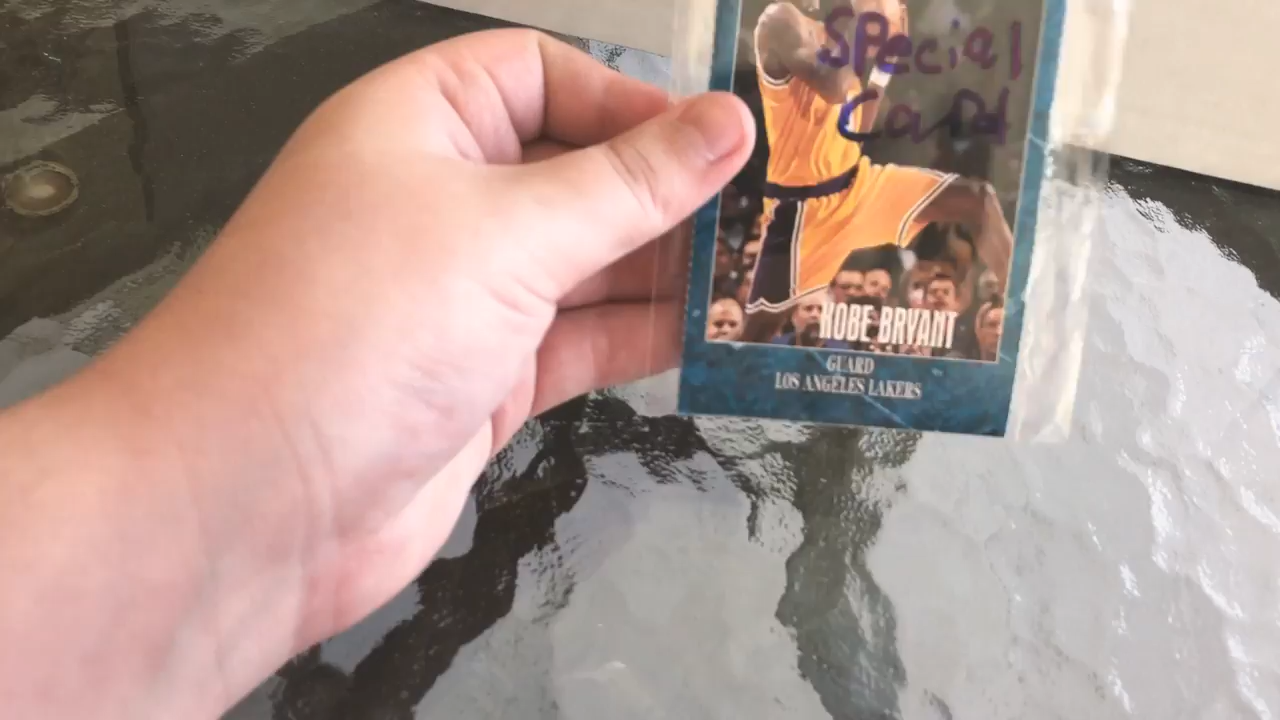 Special
Card
KOBE BRYANT
GUARD
LOS ANGELES LAKERS